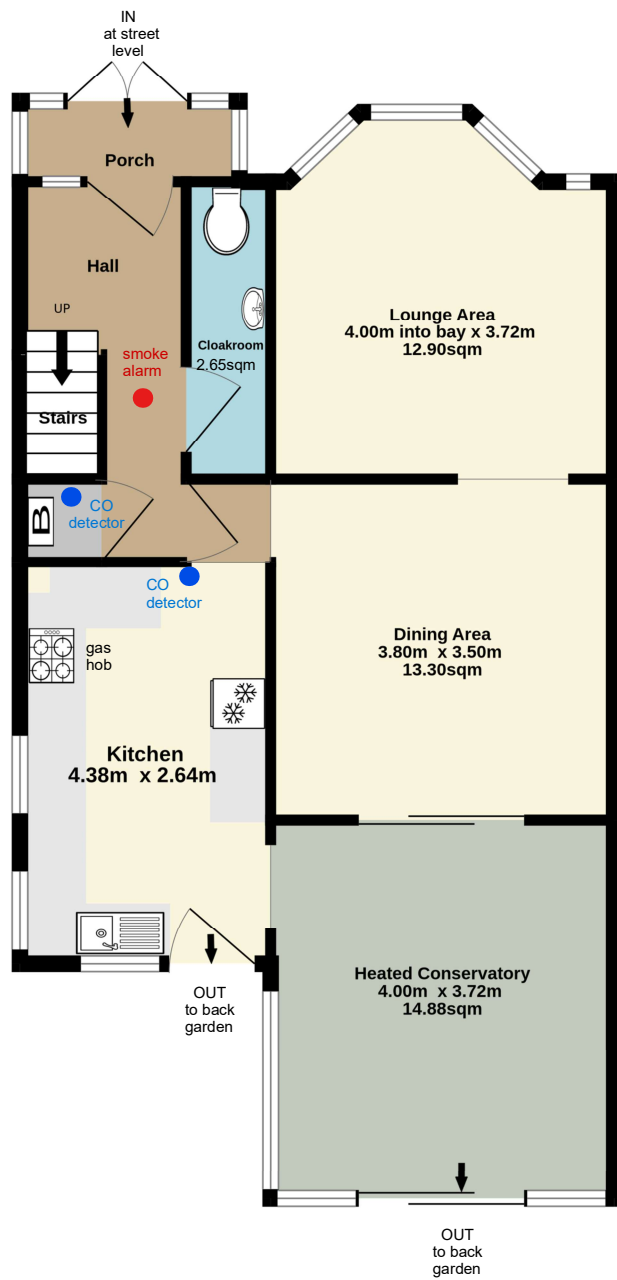 IN
at street
level
Porch
Hall
UP
Stairs
smoke
alarm
Cloakroom
2.65sqm
Lounge Area
4.00m into bay x 3.72m
12.90sqm
B
CO
detector
CO
detector
gas
hob
Dining Area
3.80m x 3.50m
13.30sqm
Kitchen
4.38m x 2.64m
OUT
to back
garden
Heated Conservatory
4.00m x 3.72m
14.88sqm
OUT
to back
garden